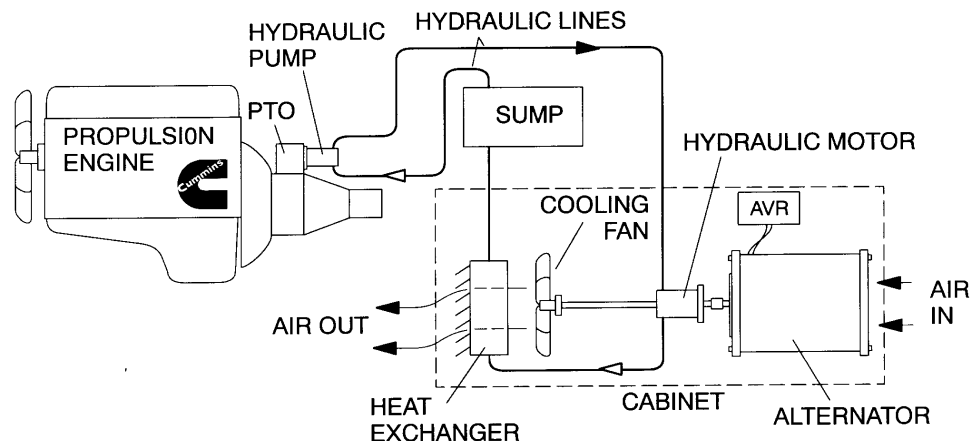 HYDRAULIC LINES
HYDRAULIC
PUMP
PTO
SUMP
PROPULSION
ENGINE
Cummins
HYDRAULIC MOTOR
COOLING
FAN
AVR
AIR OUT
AIR
IN
HEAT
EXCHANGER
CABINET
ALTERNATOR